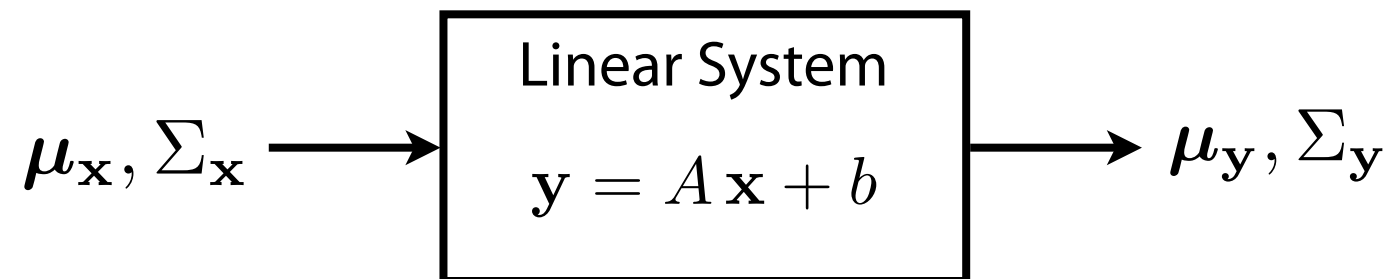 Linear System
μx, Σx
y = A x + b
μy, Σy